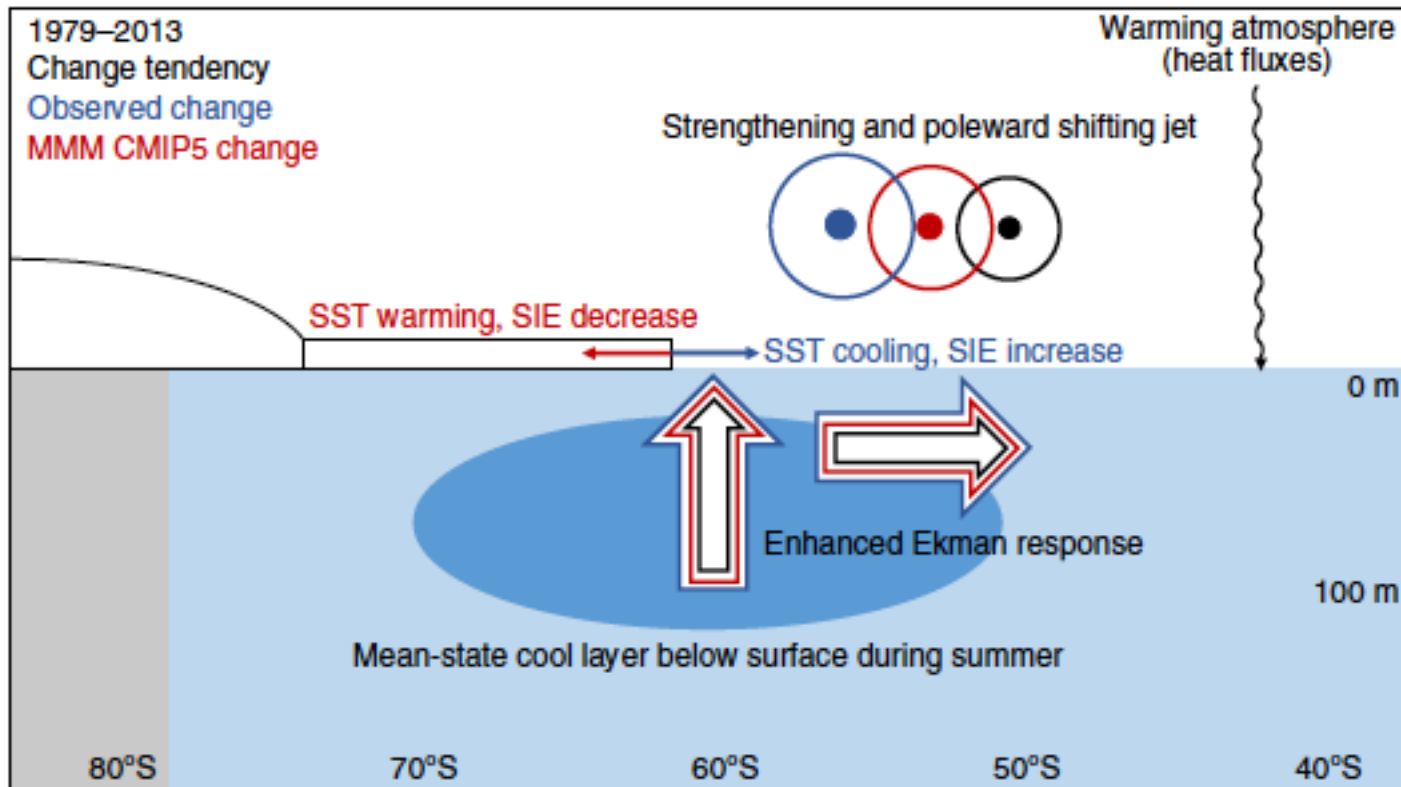 1979–2013
Change tendency
Observed change
MMM CMIP5 change
Warming atmosphere
(heat fluxes)
Strengthening and poleward shifting jet
SST warming, SIE decrease
SST cooling, SIE increase
0 m
Enhanced Ekman response
100 m
Mean-state cool layer below surface during summer
80°S 70°S 60°S 50°S 40°S